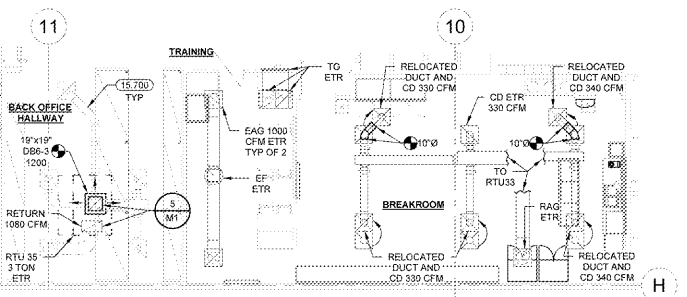 11
10
TRAINING
TG
ETR
RELOCATED
DUCT AND
CD 330 CFM
RELOCATED
DUCT AND
CD 340 CFM
15.700
TYP
CD ETR
330 CFM
BACK OFFICE
HALLWAY
EAG 1000
CFM ETR
TYP OF 2
19"x19"
DB6-3
1200
10"Ø
10"Ø
EF
ETR
TO
RTU33
5
M1
BREAKROOM
RETURN
1080 CFM
RAG
ETR
RTU 35
3 TON
ETR
RELOCATED
DUCT AND
CD 330 CFM
RELOCATED
DUCT AND
CD 340 CFM
H